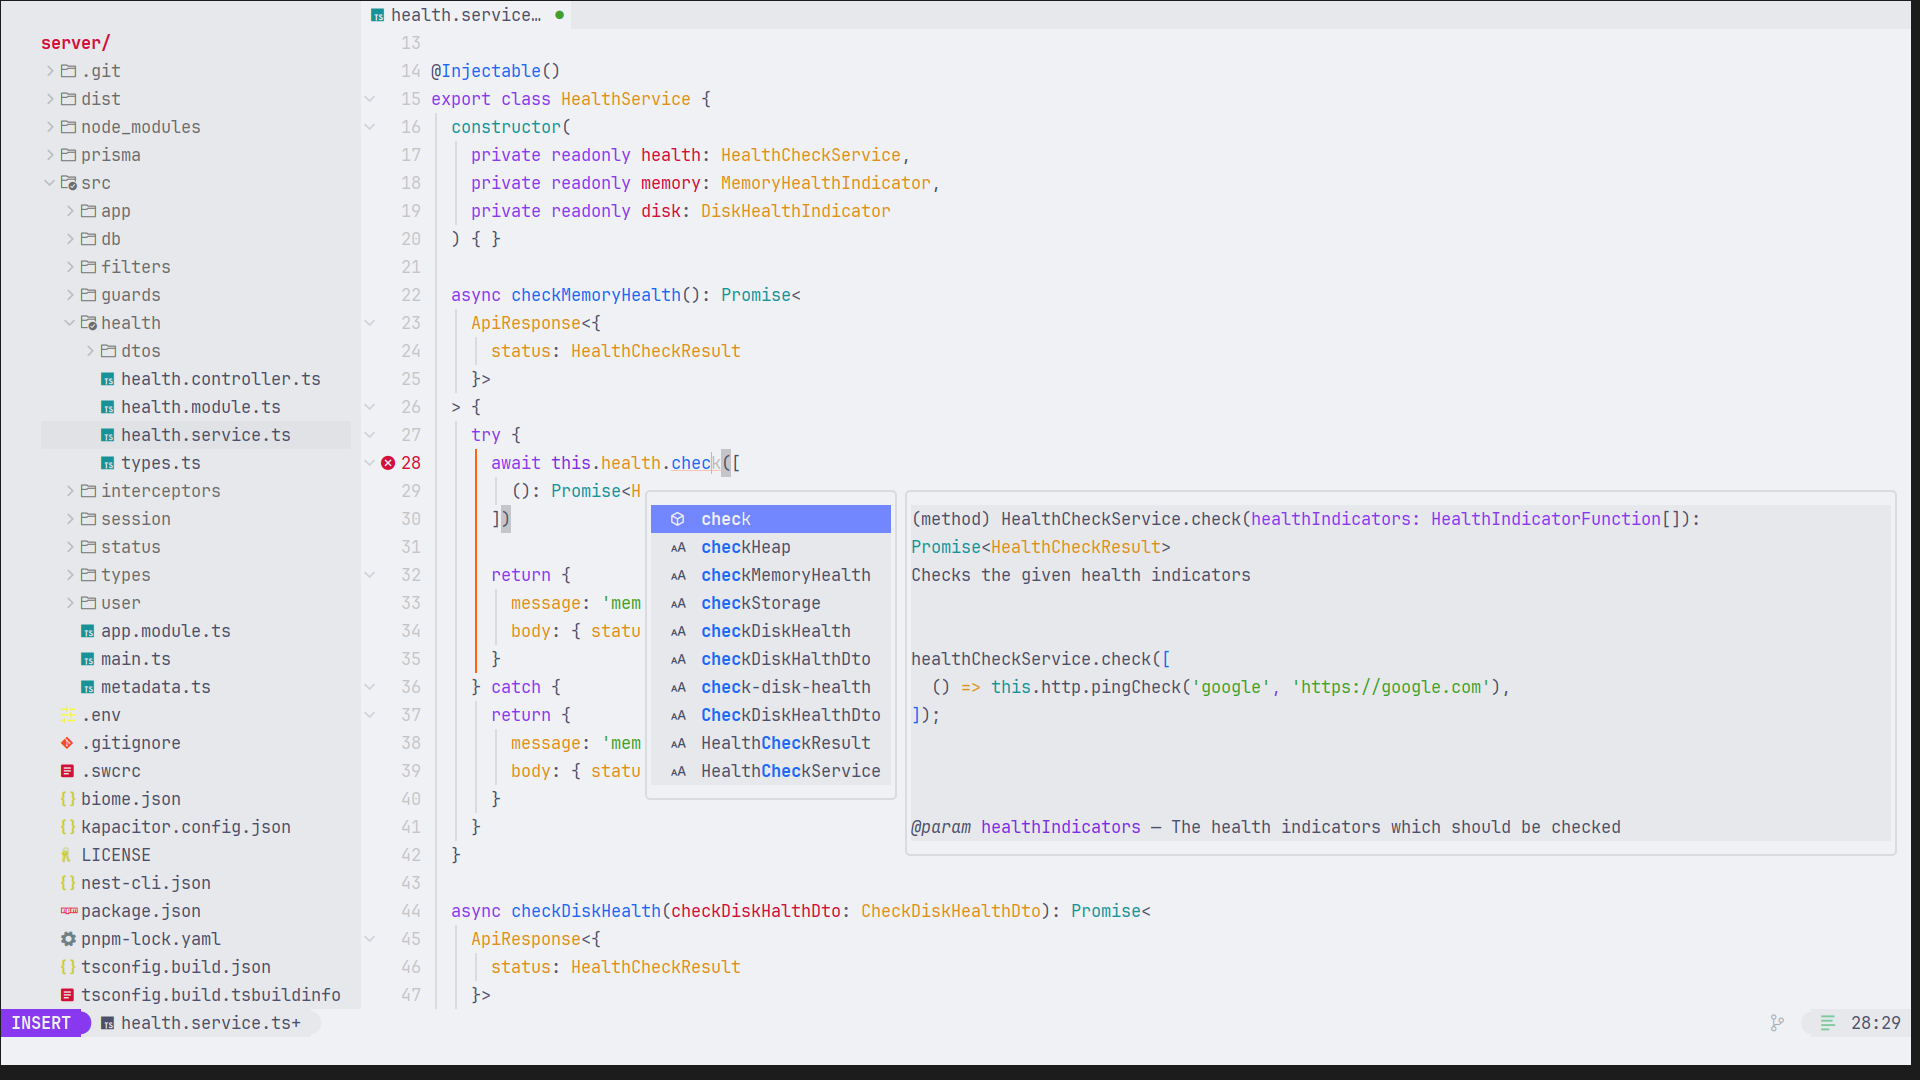 server/
.git
dist
node_modules
prisma
src
app
db
filters
guards
health
dtos
health.controller.ts
health.module.ts
health.service.ts
types.ts
interceptors
session
status
types
user
app.module.ts
main.ts
metadata.ts
.env
.gitignore
.swcrc
biome.json
kapacitor.config.json
LICENSE
nest-cli.json
package.json
pnpm-lock.yaml
tsconfig.build.json
tsconfig.build.tsbuildinfo
health.service…
13
14 @Injectable()
15 export class HealthService {
16 constructor(
17 private readonly health: HealthCheckService,
18 private readonly memory: MemoryHealthIndicator,
19 private readonly disk: DiskHealthIndicator
20 ) { }
21
22 async checkMemoryHealth(): Promise<
23 ApiResponse<{
24 status: HealthCheckResult
25 }>
26 > {
27 try {
28 await this.health.check([
29 (): Promise<H
30 ])
31
32 return {
33 message: 'mem
34 body: { statu
35 }
36 } catch {
37 return {
38 message: 'mem
39 body: { statu
40 }
41 }
42 }
43
44 async checkDiskHealth(checkDiskHalthDto: CheckDiskHealthDto): Promise<
45 ApiResponse<{
46 status: HealthCheckResult
47 }>
check
checkHeap
checkMemoryHealth
checkStorage
checkDiskHealth
checkDiskHalthDto
check-disk-health
CheckDiskHealthDto
HealthCheckResult
HealthCheckService
(method) HealthCheckService.check(healthIndicators: HealthIndicatorFunction[]):
Promise<HealthCheckResult>
Checks the given health indicators
healthCheckService.check([
() => this.http.pingCheck('google', 'https://google.com'),
]);
@param healthIndicators — The health indicators which should be checked
INSERT health.service.ts+ 28:29